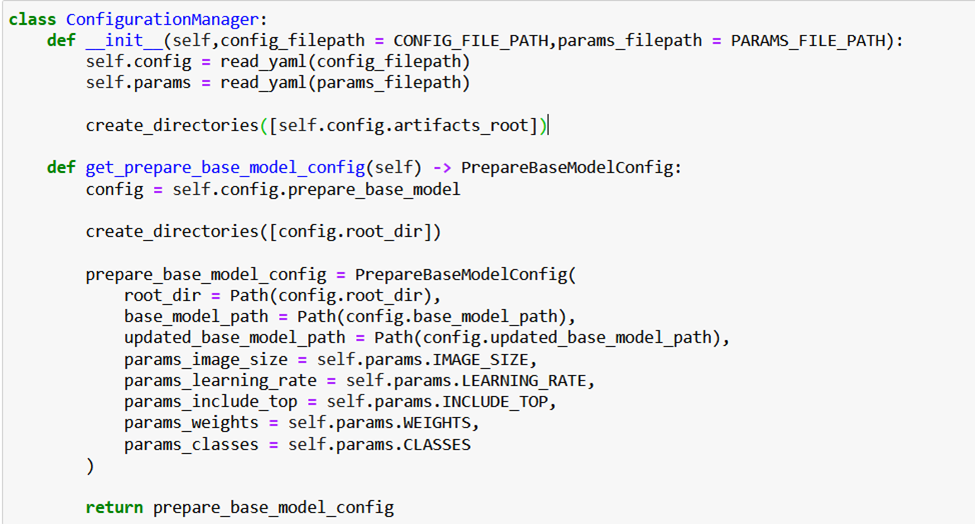 class ConfigurationManager:
    def __init__(self,config_filepath = CONFIG_FILE_PATH,params_filepath = PARAMS_FILE_PATH):
        self.config = read_yaml(config_filepath)
        self.params = read_yaml(params_filepath)

        create_directories([self.config.artifacts_root])

    def get_prepare_base_model_config(self) -> PrepareBaseModelConfig:
        config = self.config.prepare_base_model

        create_directories([config.root_dir])

        prepare_base_model_config = PrepareBaseModelConfig(
            root_dir = Path(config.root_dir),
            base_model_path = Path(config.base_model_path),
            updated_base_model_path = Path(config.updated_base_model_path),
            params_image_size = self.params.IMAGE_SIZE,
            params_learning_rate = self.params.LEARNING_RATE,
            params_include_top = self.params.INCLUDE_TOP,
            params_weights = self.params.WEIGHTS,
            params_classes = self.params.CLASSES
        )

        return prepare_base_model_config